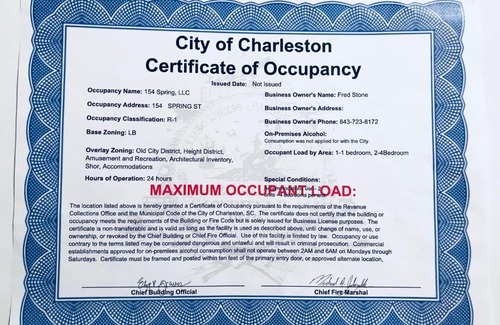 City of Charleston
Certificate of Occupancy
Issued Date: Not Issued
Occupancy Name: 154 Spring, LLC
Occupancy Address: 154 SPRING ST
Occupancy Classification: R-1
Base Zoning: LB
Overlay Zoning: Old City District, Height District,
Amusement and Recreation, Architectural Inventory,
Shor, Accommodations
Hours of Operation: 24 hours
Business Owner's Name: Fred Stone
Business Owner's Address:
Business Owner's Phone: 843-723-8172
On-Premises Alcohol:
Consumption was not applied for with the City.
Occupant Load by Area: 1-1 bedroom, 2-4Bedroom
Special Conditions:
MAXIMUM OCCUPANT LOAD:
The location listed above is hereby granted a Certificate of Occupancy pursuant to the requirements of the Revenue
Collections Office and the Municipal Code of the City of Charleston, SC. The certificate does not certify that the building or
occupancy meets the requirements of the Building or Fire Code but is solely issued for Business License purposes. The
certificate is non-transferable and is valid as long as the facility is used as described above, until change of name, use, or
ownership, or revoked by the Chief Building or Chief Fire Official. Use of this facility is limited by law. Occupancy or use
contrary to the terms listed may be considered dangerous and unlawful and will result in criminal prosecution. Commercial
establishments approved for on-premises alcohol consumption shall not operate between 2AM and 6AM on Mondays through
Saturdays. Certificate must be framed and posted within ten feet of the primary entry door, or approved alternate location.
Chief Building Official
Chief Fire Marshal